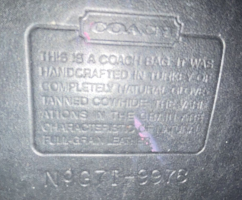 COACH
THIS IS A COACH BAG. IT WAS
HANDCRAFTED IN TURKEY OF
COMPLETELY NATURAL GLOVE
TANNED COWHIDE. THE VARI-
ATIONS IN THE GRAIN ARE
CHARACTERISTIC OF NATURAL
FULL-GRAIN LEATHER.